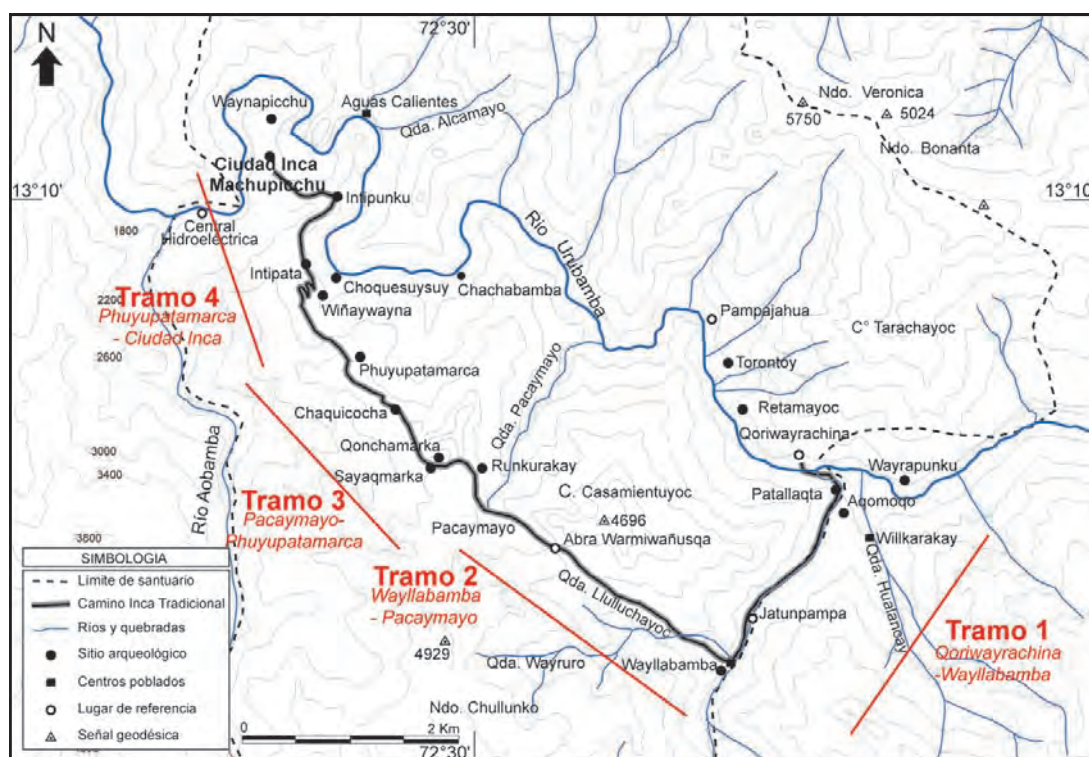 72°30'
N
Ndo. Veronica
5750
5024
Waynapicchu
Aguas Calientes
Qda. Alcamayo
Ndo. Bonanta
Ciudad Inca
Machupicchu
13°10'
13°10'
Intipunku
Central
Hidroeléctrica
1800
Río Urubamba
Intipata
Choquesuysuy
Chachabamba
Wiñaywayna
2200
Tramo 4
Phuyupatamarca
- Ciudad Inca
Pampajahua
C° Tarachayoc
2600
Phuyupatamarca
Torontoy
Qda. Pacaymayo
Chaquicocha
Retamayoc
Qoriwayrachina
3000
3400
Qonchamarka
Sayaqmarka
Runkurakay
Wayrapunku
Río Aobamba
Tramo 3
Pacaymayo-
Phuyupatamarca
C. Casamientuyoc
4696
Patallaqta
Aqomoqo
Pacaymayo
Abra Warmiwañusqa
Willkarakay
3800
Tramo 2
Wayllabamba
- Pacaymayo
Qda. Llulluchayoc
Qda. Hualancay
Jatunpampa
Tramo 1
Qoriwayrachina
-Wayllabamba
4929
Qda. Wayruro
Wayllabamba
Ndo. Chullunko
0
2 Km
72°30'
SIMBOLOGIA
Limite de santuario
Camino Inca Tradicional
Ríos y quebradas
Sitio arqueológico
Centros poblados
Lugar de referencia
Señal geodésica